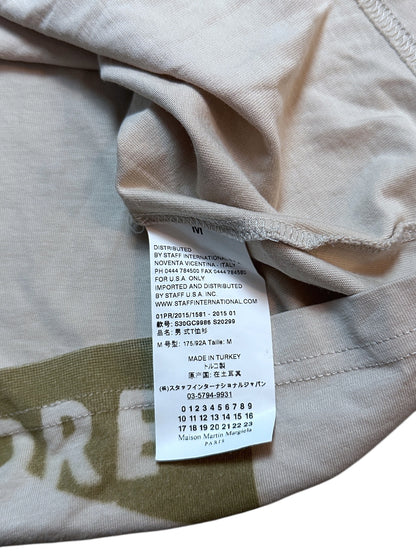 M
DISTRIBUTED
BY STAFF INTERNATIONAL
NOVENTA VICENTINA - ITALY
PH 0444 784500 FAX 0444 784560
FOR U.S.A. ONLY
IMPORTED AND DISTRIBUTED
BY STAFF U.S.A. INC.
WWW.STAFFINTERNATIONAL.COM
01PR/2015/1581 - 2015 01
款号: S30GC9986 S20299
品名: 男 式T恤衫
M 号型: 175/92A Taille: M
MADE IN TURKEY
トルコ製
原产国: 在土耳其
(株)スタッフインターナショナルジャパン
03-5794-9931
0 1 2 3 4 5 6 7 8 9
10 11 12 13 14 15 16
17 18 19 20 21 22 23
Maison Martin Margiela
PARIS
ORE